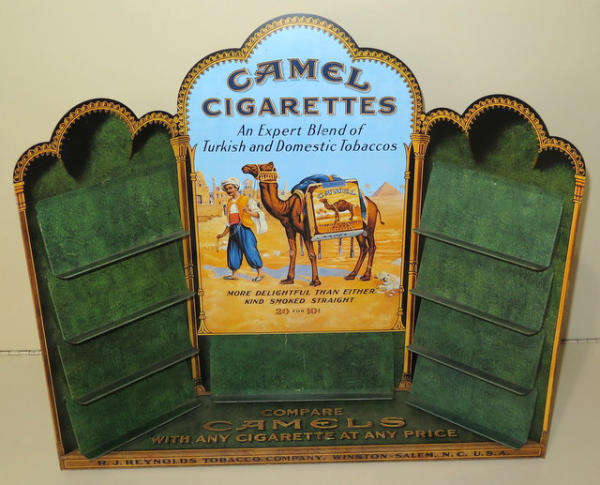 CAMEL
CIGARETTES
An Expert Blend of
Turkish and Domestic Tobaccos
CAMEL
MORE DELIGHTFUL THAN EITHER
KIND SMOKED STRAIGHT
20 FOR 10¢
COMPARE
CAMELS
WITH ANY CIGARETTE AT ANY PRICE
R. J. REYNOLDS TOBACCO COMPANY, WINSTON-SALEM, N. C. U.S.A.